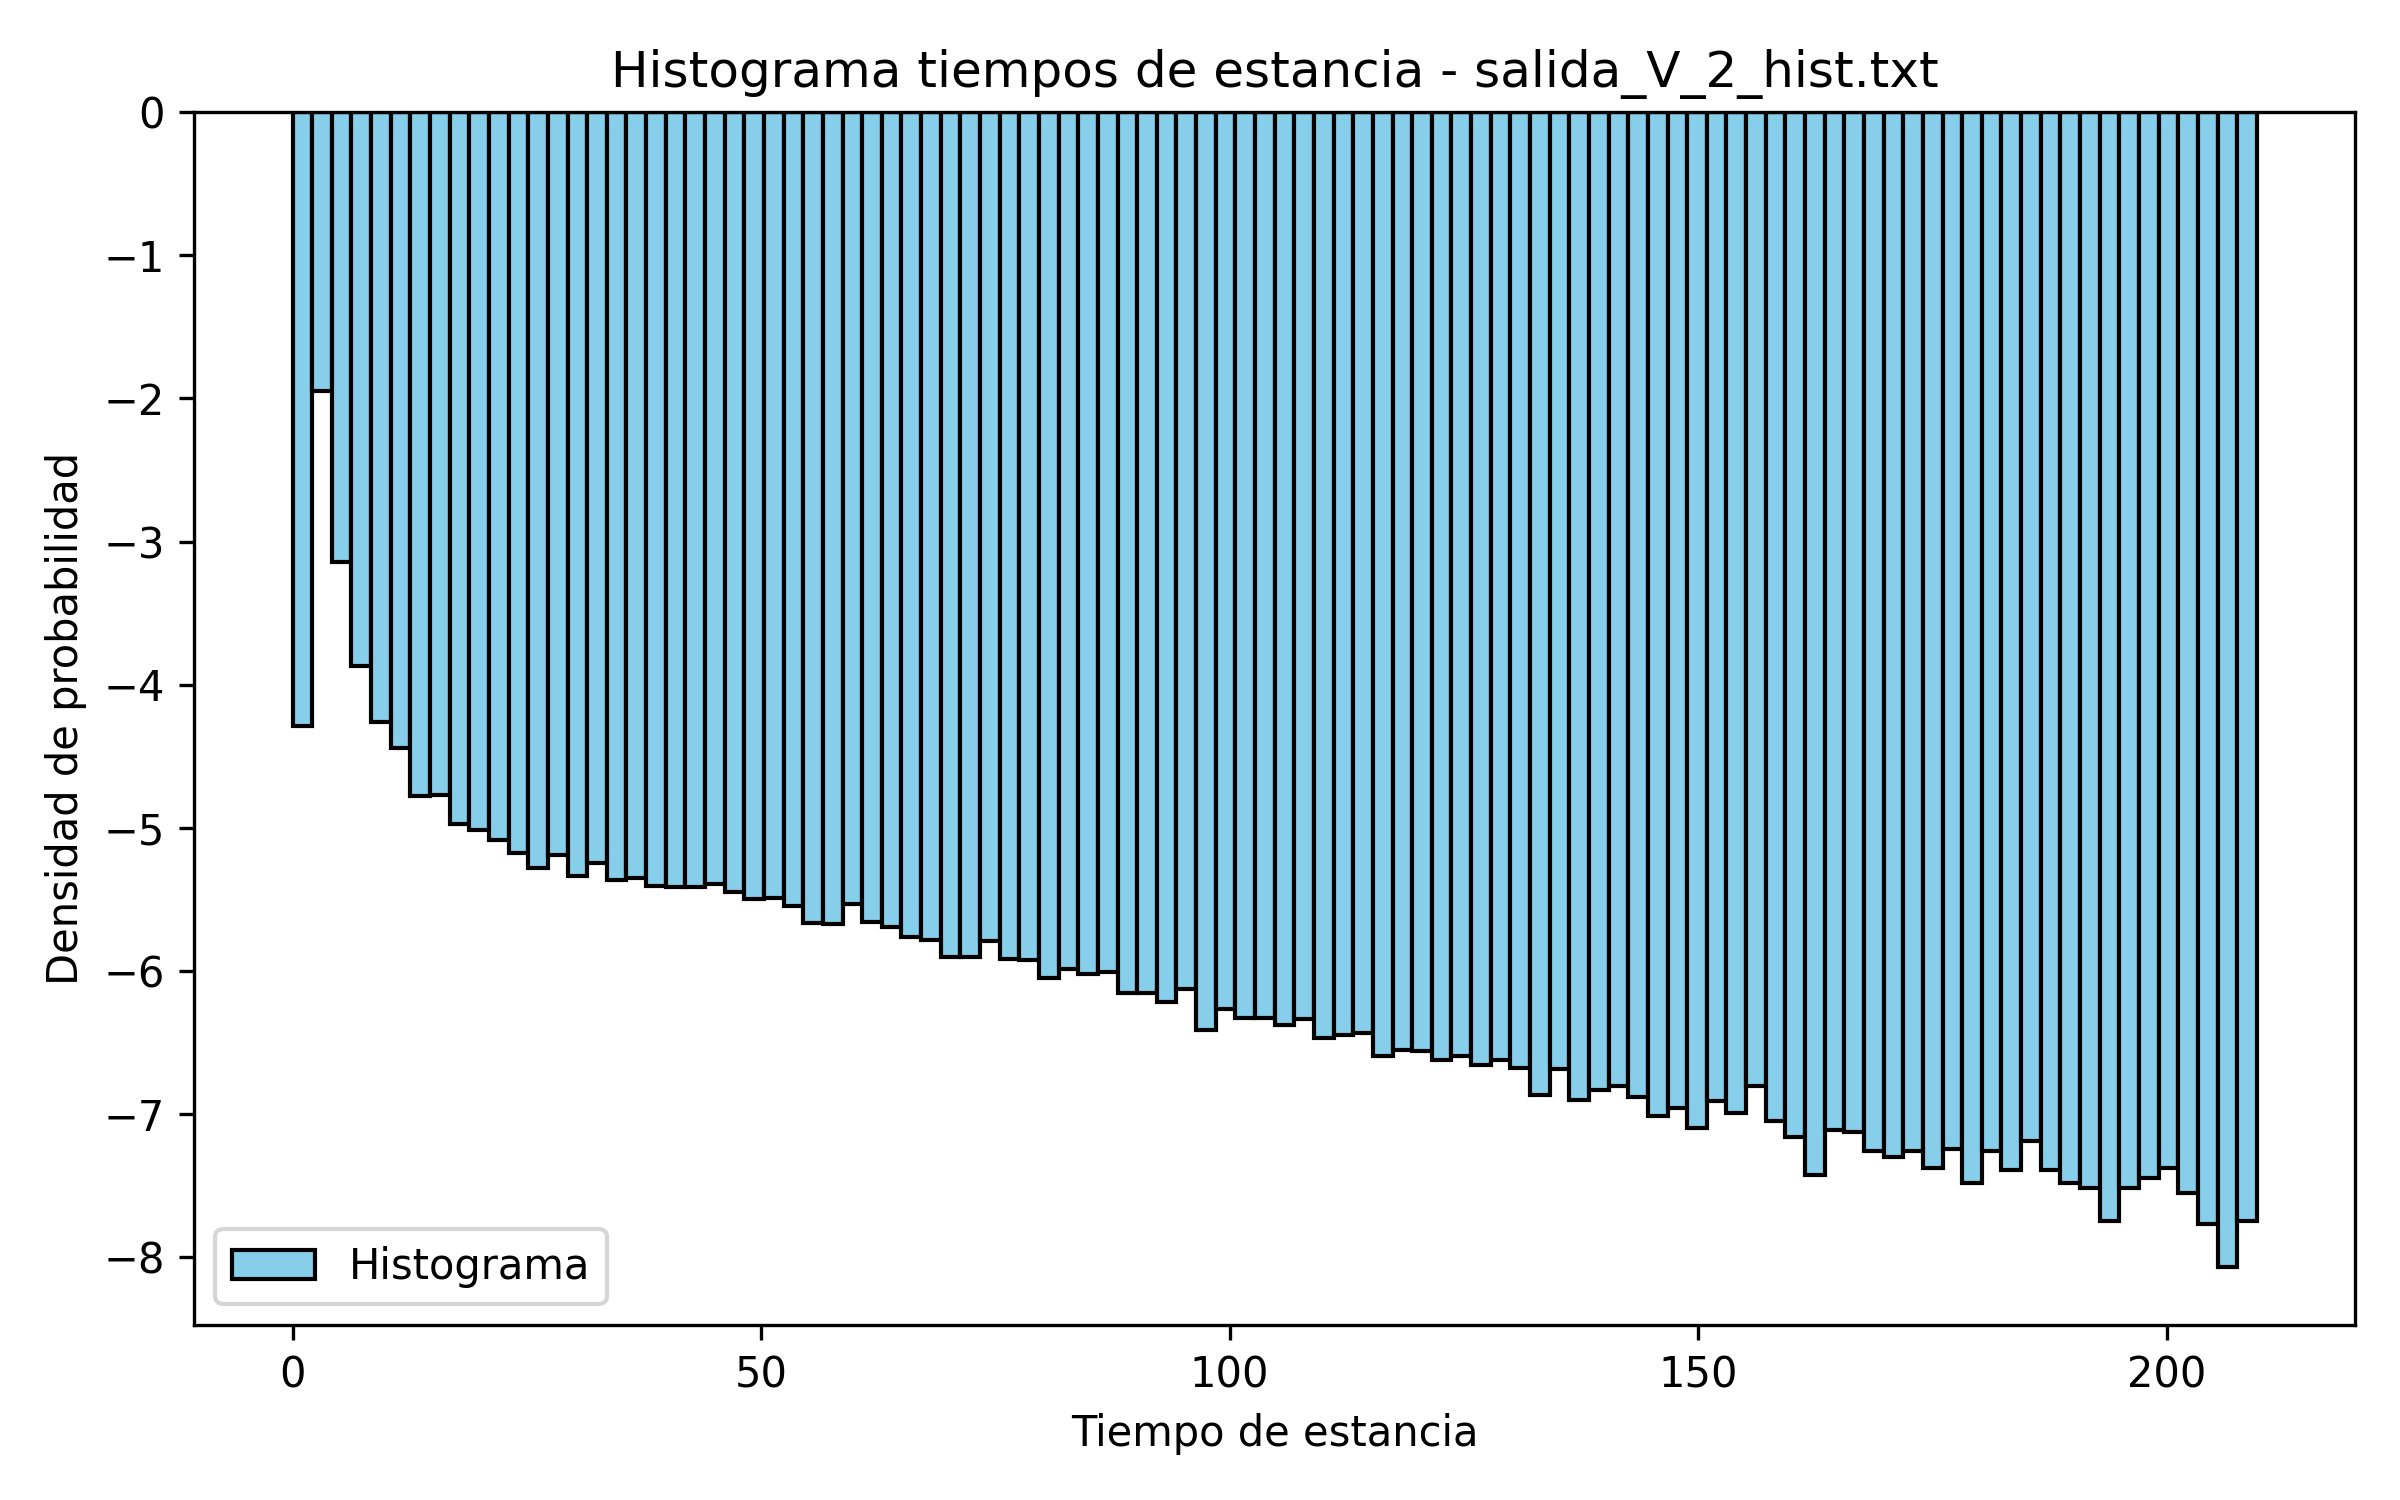 Histograma tiempos de estancia - salida_V_2_hist.txt
Densidad de probabilidad
0
−1
−2
−3
−4
−5
−6
−7
−8
Histograma
0 50 100 150 200
Tiempo de estancia